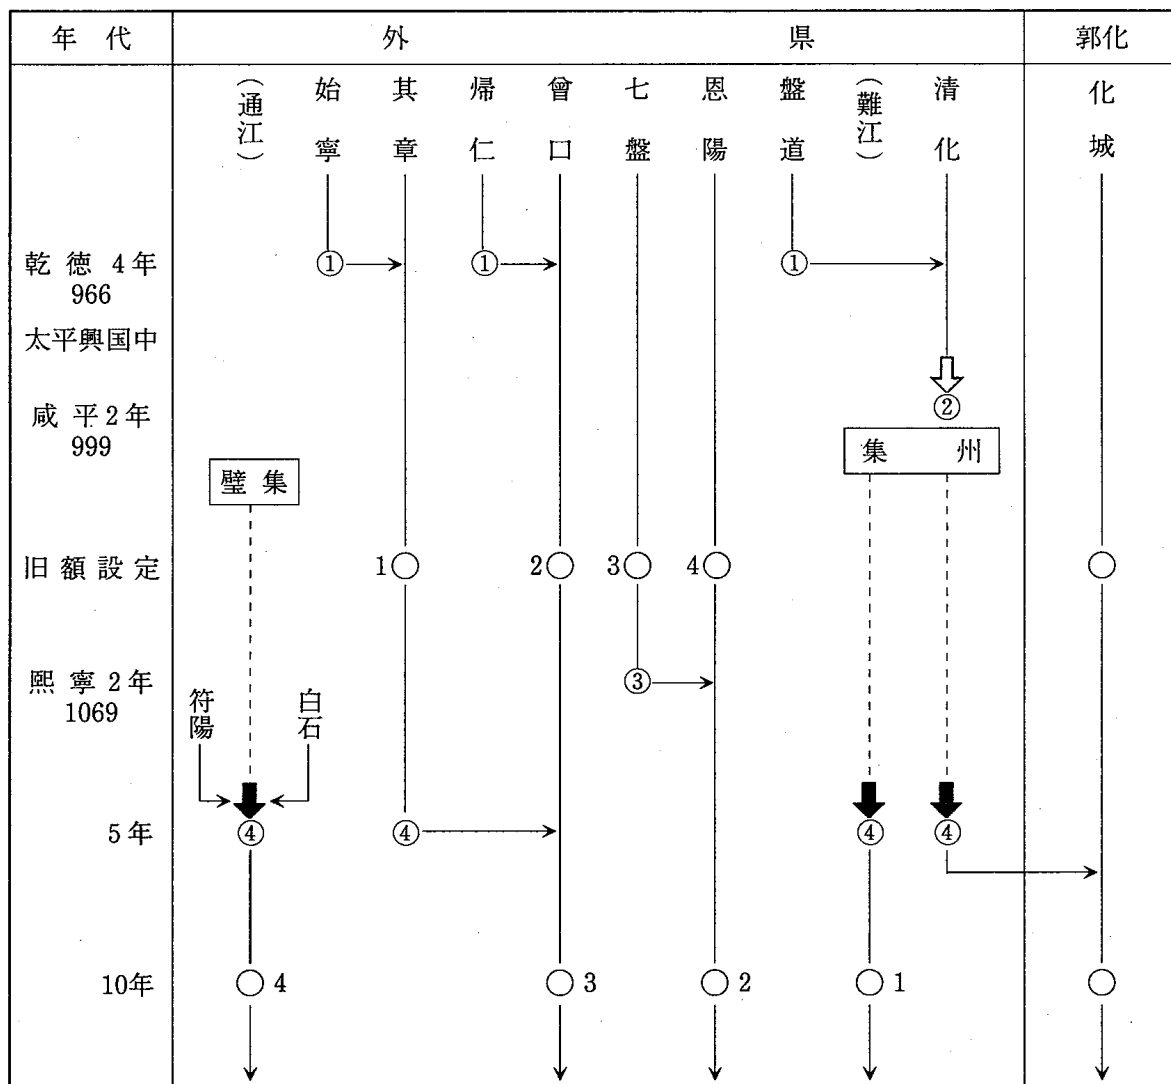 年代 外県 郭化
(通江) 始寧 其章 帰仁 曾口 七盤 恩陽 盤道 (難江) 清化 化城
乾徳4年 ① ① ①
966
太平興国中
咸平2年 ②
999
璧集 集州
旧額設定 1 2 3 4
熙寧2年 ③
1069
符陽 白石
5年 ④ ④ ④ ④
10年 4 3 2 1